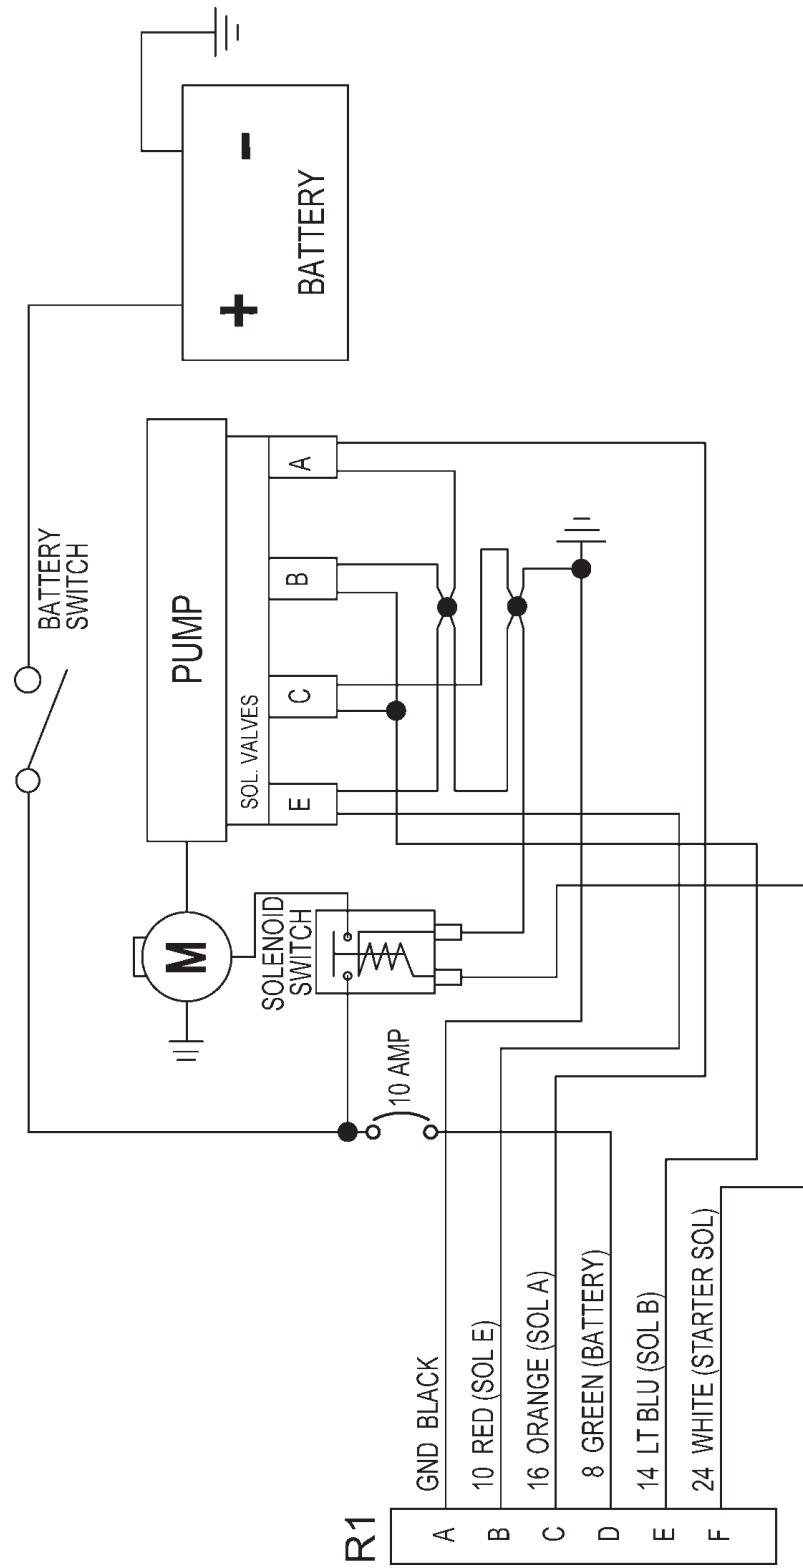 R1
A
B
C
D
E
F
GND BLACK
10 RED (SOL E)
16 ORANGE (SOL A)
8 GREEN (BATTERY)
14 LT BLU (SOL B)
24 WHITE (STARTER SOL)
10 AMP
SOLENOID
SWITCH
M
PUMP
SOL. VALVES
E
C
B
A
BATTERY
SWITCH
+
-
BATTERY